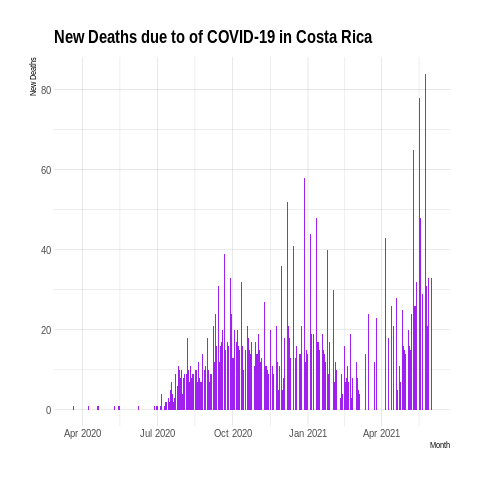 New Deaths due to of COVID-19 in Costa Rica
New Deaths
80
60
40
20
0
Apr 2020 Jul 2020 Oct 2020 Jan 2021 Apr 2021
Month